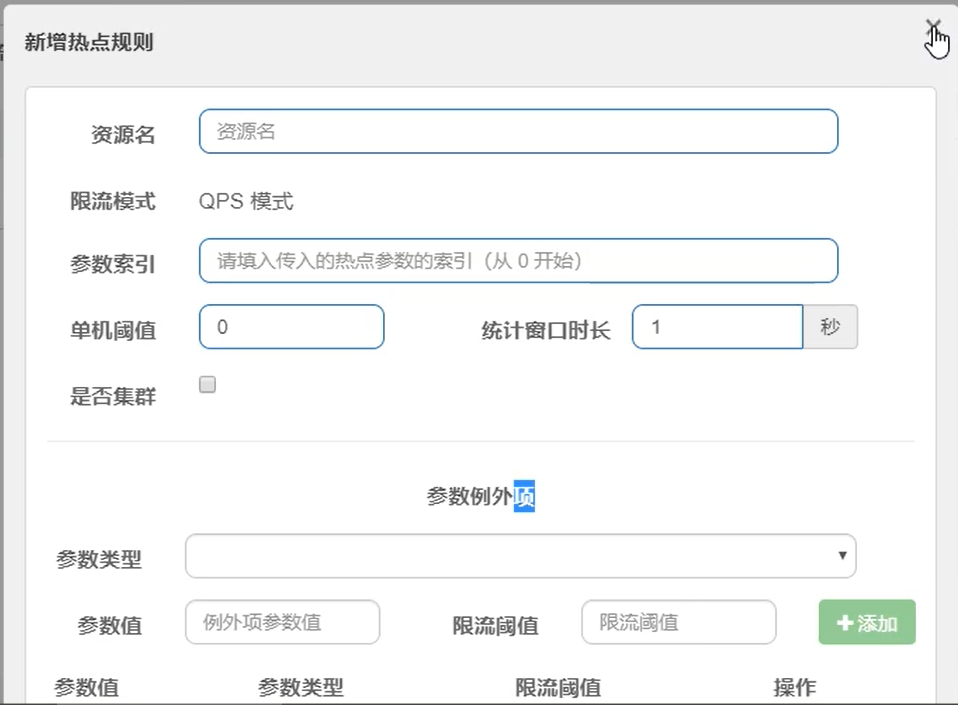 新增热点规则
资源名 资源名
限流模式 QPS 模式
参数索引 请填入传入的热点参数的索引（从 0 开始）
单机阈值 0 统计窗口时长 1 秒
是否集群
参数例外项
参数类型
参数值 例外项参数值 限流阈值 限流阈值 添加
参数值 参数类型 限流阈值 操作